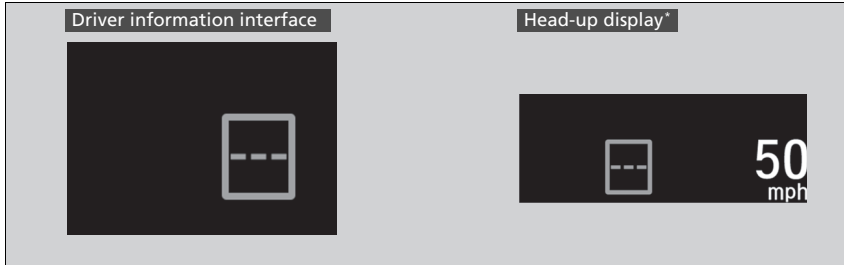 Driver information interface
Head-up display*
---
---
50
mph